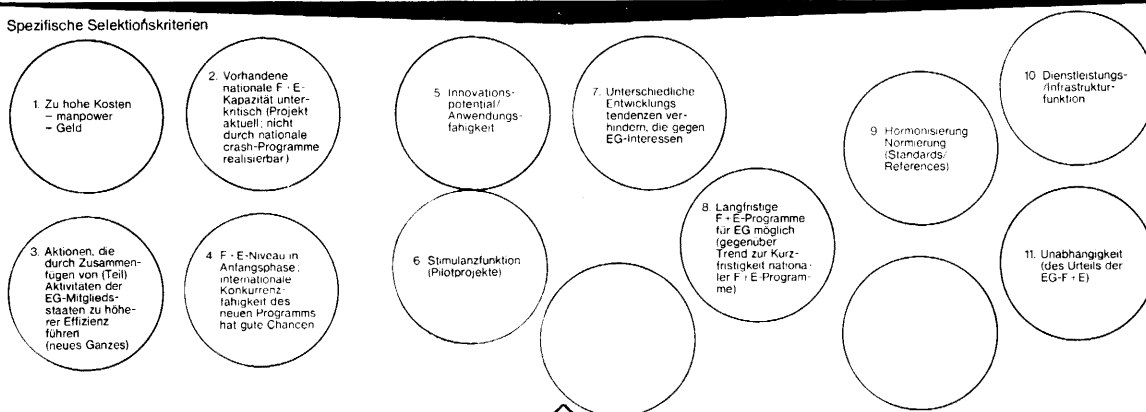 Spezifische Selektionskriterien
1. Zu hohe Kosten
– manpower
– Geld
2. Vorhandene
nationale F + E-
Kapazität unter-
kritisch (Projekt
aktuell; nicht
durch nationale
crash-Programme
realisierbar)
3. Aktionen, die
durch Zusammen-
fügen von (Teil)
Aktivitäten der
EG-Mitglieds-
staaten zu höhe-
rer Effizienz
führen
(neues Ganzes)
4 F + E-Niveau in
Anfangsphase;
internationale
Konkurrenz-
fähigkeit des
neuen Programms
hat gute Chancen
5 Innovations-
potential/
Anwendungs-
fähigkeit
6 Stimulanzfunktion
(Pilotprojekte)
7. Unterschiedliche
Entwicklungs
tendenzen ver-
hindern, die gegen
EG-Interessen
8. Langfristige
F + E-Programme
für EG möglich
(gegenüber
Trend zur Kurz-
fristigkeit nationa-
ler F + E-Program-
me)
9 Hormonisierung
Normierung
(Standards/
References)
10 Dienstleistungs-
/Infrastruktur-
funktion
11. Unabhängigkeit
(des Urteils der
EG-F + E)